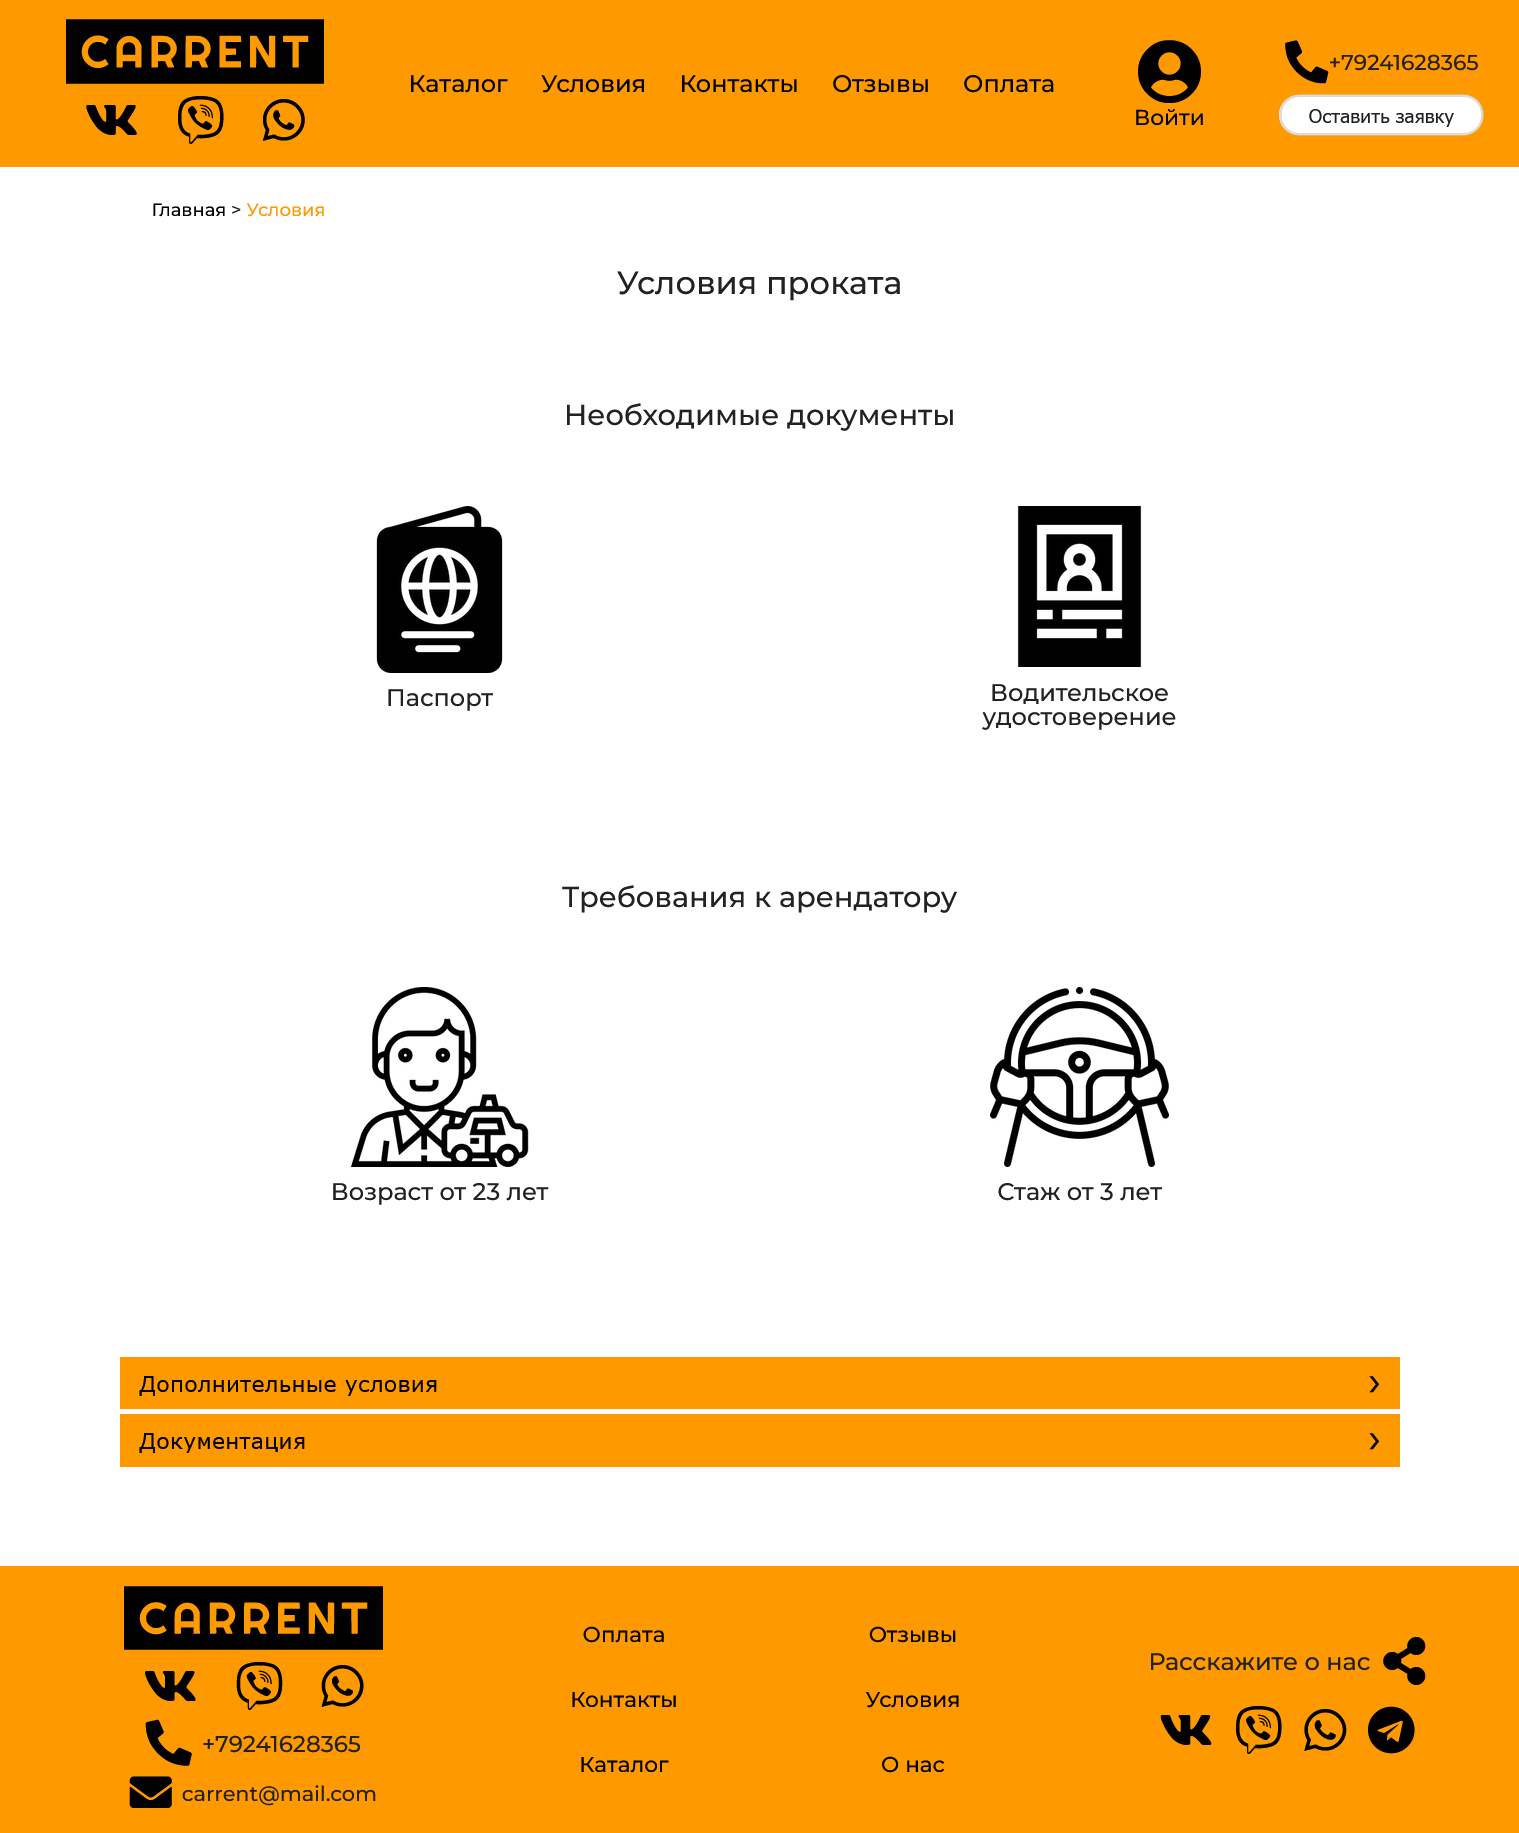 CARRENT
Каталог Условия Контакты Отзывы Оплата
Войти
+79241628365
Оставить заявку
Главная > Условия
Условия проката
Необходимые документы
Паспорт
Водительское
удостоверение
Требования к арендатору
Возраст от 23 лет
Стаж от 3 лет
Дополнительные условия
Документация
CARRENT
+79241628365
carrent@mail.com
Оплата
Контакты
Каталог
Отзывы
Условия
О нас
Расскажите о нас